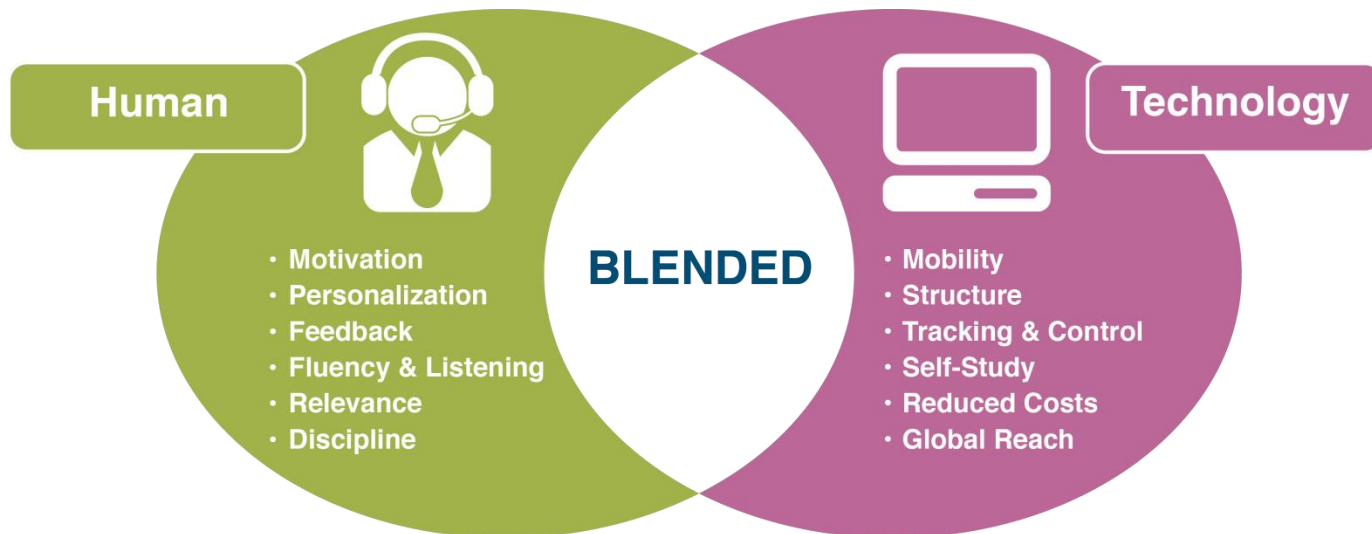 Human
• Motivation
• Personalization
• Feedback
• Fluency & Listening
• Relevance
• Discipline
BLENDED
Technology
• Mobility
• Structure
• Tracking & Control
• Self-Study
• Reduced Costs
• Global Reach